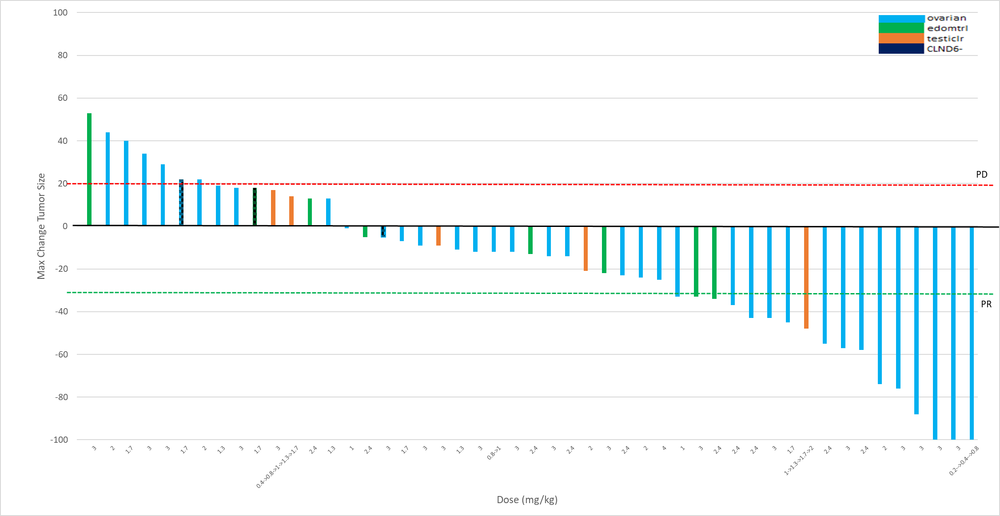 100
ovarian
edomtrl
testiclr
CLND6-
80
60
40
PD
20
Max Change Tumor Size
0
-20
PR
-40
-60
-80
-100
3 2 1.7 3 3 1.7 2 1.3 3 1.7 3 0.4->0.8->1->1.3->1.7 2.4 1.3 1 2.4 3 1.7 3 3 1.3 3 0.8->1 3 2.4 3 2.4 2 3 2.4 2 4 1 3 2.4 2.4 2.4 3 1.7 1->1.3->1.7->2 2.4 3 2.4 2 3 3 3 3 0.2-->0.4-->0.8
Dose (mg/kg)